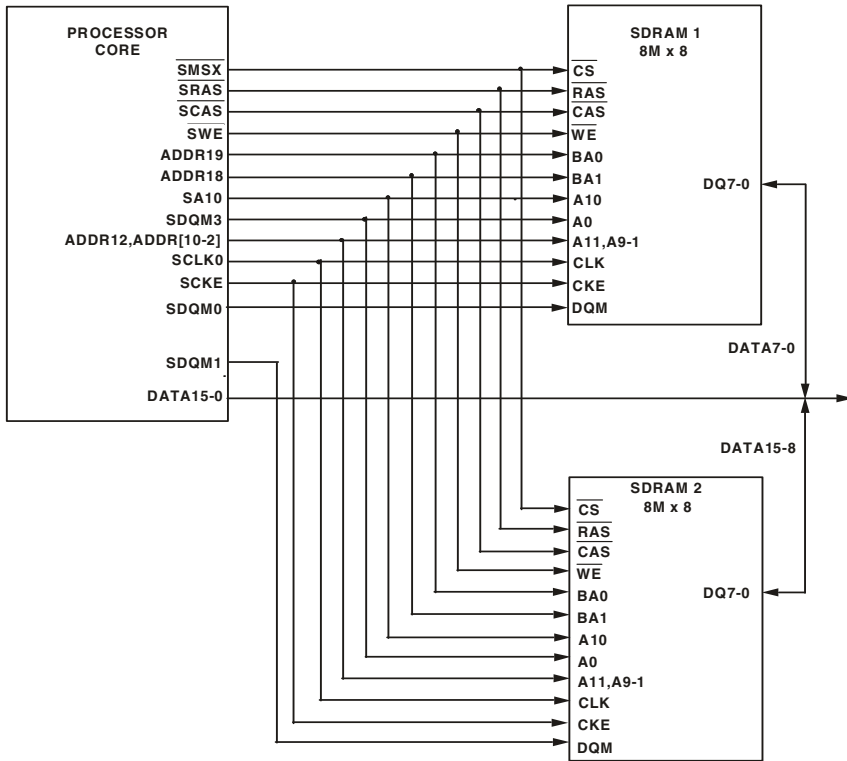 PROCESSOR
CORE
SMSX
SRAS
SCAS
SWE
ADDR19
ADDR18
SA10
SDQM3
ADDR12,ADDR[10-2]
SCLK0
SCKE
SDQM0
SDQM1
DATA15-0
SDRAM 1
8M x 8
CS
RAS
CAS
WE
BA0
BA1
A10
A0
A11,A9-1
CLK
CKE
DQM
DQ7-0
DATA7-0
DATA15-8
SDRAM 2
8M x 8
CS
RAS
CAS
WE
BA0
BA1
A10
A0
A11,A9-1
CLK
CKE
DQM
DQ7-0